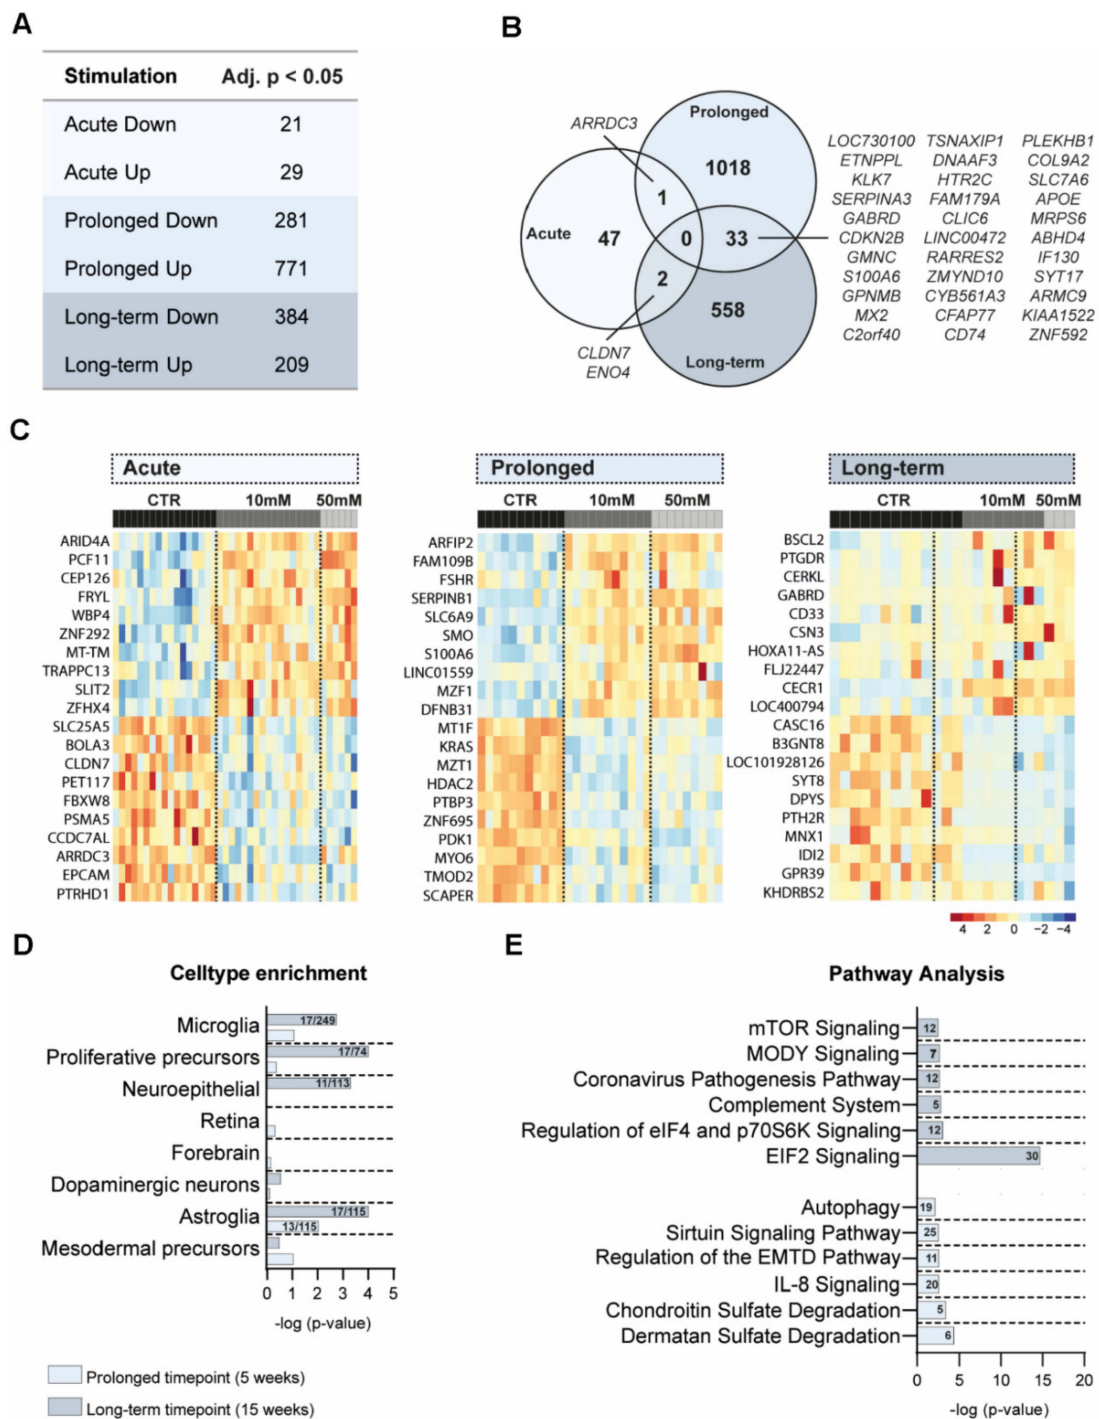 A
Stimulation Adj. p < 0.05
Acute Down 21
Acute Up 29
Prolonged Down 281
Prolonged Up 771
Long-term Down 384
Long-term Up 209
B
ARRDC3
Prolonged
1018
1
Acute 47 0 33
2
558
Long-term
CLDN7
ENO4
LOC730100 TSNAXIP1 PLEKHB1
ETNPPL DNAAF3 COL9A2
KLK7 HTR2C SLC7A6
SERPINA3 FAM179A APOE
GABRD CLIC6 MRPS6
CDKN2B LINC00472 ABHD4
GMNC RARRES2 IF130
S100A6 ZMYND10 SYT17
GPNMB CYB561A3 ARMC9
MX2 CFAP77 KIAA1522
C2orf40 CD74 ZNF592
C
Acute
CTR 10mM 50mM
ARID4A
PCF11
CEP126
FRYL
WBP4
ZNF292
MT-TM
TRAPPC13
SLIT2
ZFHX4
SLC25A5
BOLA3
CLDN7
PET117
FBXW8
PSMA5
CCDC7AL
ARRDC3
EPCAM
PTRHD1
Prolonged
CTR 10mM 50mM
ARFIP2
FAM109B
FSHR
SERPINB1
SLC6A9
SMO
S100A6
LINC01559
MZF1
DFNB31
MT1F
KRAS
MZT1
HDAC2
PTBP3
ZNF695
PDK1
MYO6
TMOD2
SCAPER
Long-term
CTR 10mM 50mM
BSCL2
PTGDR
CERKL
GABRD
CD33
CSN3
HOXA11-AS
FLJ22447
CECR1
LOC400794
CASC16
B3GNT8
LOC101928126
SYT8
DPYS
PTH2R
MNX1
IDI2
GPR39
KHDRBS2
4 2 0 −2 −4
D
Celltype enrichment
Microglia 17/249
Proliferative precursors 17/74
Neuroepithelial 11/113
Retina
Forebrain
Dopaminergic neurons
Astroglia 17/115
13/115
Mesodermal precursors
0 1 2 3 4 5
-log (p-value)
Prolonged timepoint (5 weeks)
Long-term timepoint (15 weeks)
E
Pathway Analysis
mTOR Signaling 12
MODY Signaling 7
Coronavirus Pathogenesis Pathway 12
Complement System 5
Regulation of eIF4 and p70S6K Signaling 12
EIF2 Signaling 30
Autophagy 19
Sirtuin Signaling Pathway 25
Regulation of the EMTD Pathway 11
IL-8 Signaling 20
Chondroitin Sulfate Degradation 5
Dermatan Sulfate Degradation 6
0 5 10 15 20
-log (p-value)